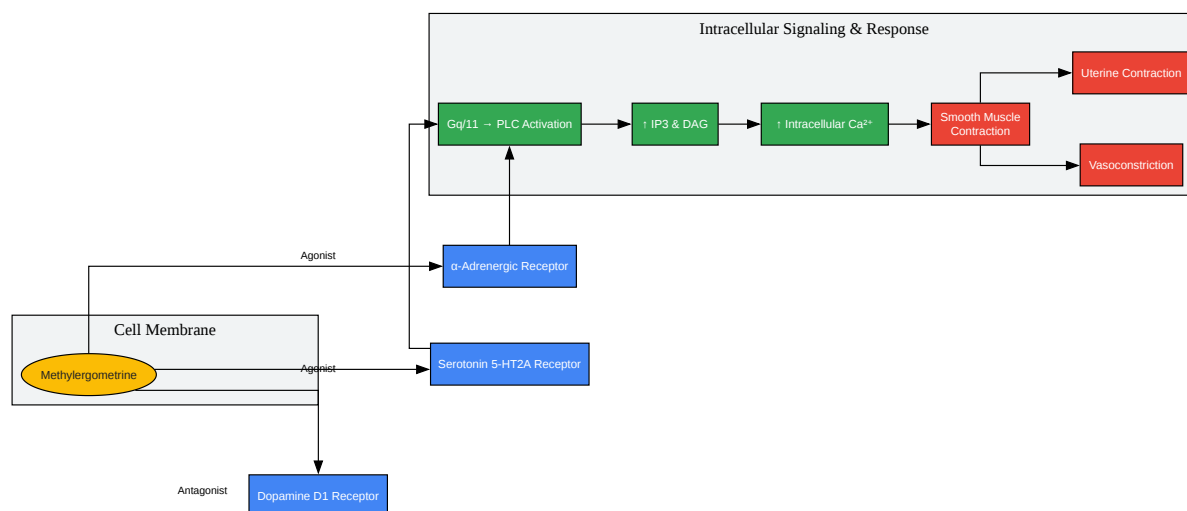 Intracellular Signaling & Response
Uterine Contraction
Gq/11 → PLC Activation
↑ IP3 & DAG
↑ Intracellular Ca²⁺
Smooth Muscle
Contraction
Vasoconstriction
Agonist
α-Adrenergic Receptor
Cell Membrane
Methylergometrine
Agonist
Serotonin 5-HT2A Receptor
Antagonist
Dopamine D1 Receptor